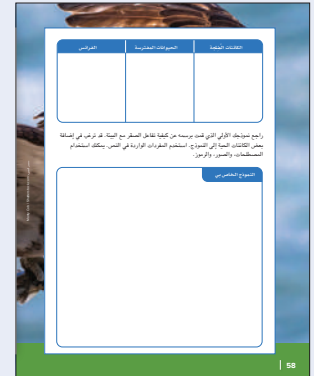 الكائنات المنتجة
الحيوانات المفترسة
الفرائس
راجع نموذجك الأولي الذي قمت برسمه عن كيفية تفاعل الصقر مع البيئة. قد ترغب في إضافة
بعض الكائنات الحية إلى النموذج. استخدم المفردات الواردة في النص. يمكنك استخدام
المصطلحات، والصور، والرموز.
النموذج الخاص بي
58